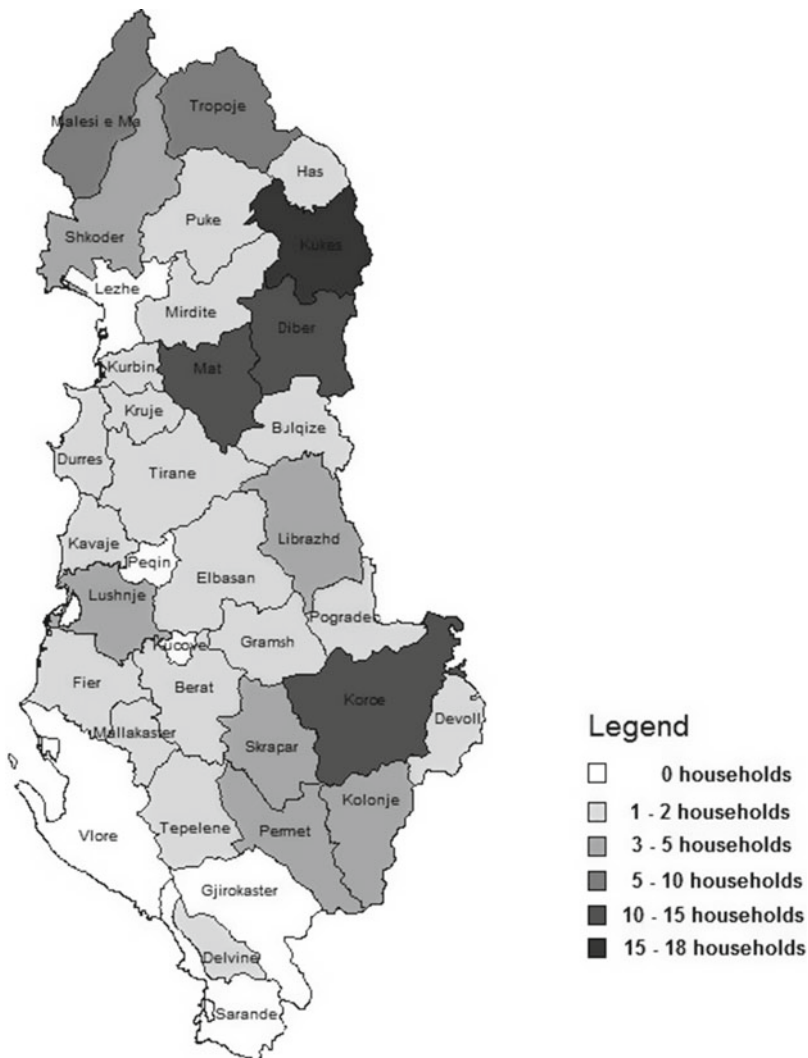 Tropoje
Malesi e Ma
Has
Puke
Shkoder
Kukes
Lezhe
Mirdite
Diber
Kurbin
Mat
Kruje
Bulqize
Durres
Tirane
Kavaje
Librazhd
Peqin
Elbasan
Lushnje
Pogradec
Kucove
Gramsh
Fier
Berat
Koroe
Devoll
Mallakaster
Skrapar
Kolonje
Vlore
Tepelene
Permet
Gjirokaster
Delvine
Sarande
Legend
0 households
1 - 2 households
3 - 5 households
5 - 10 households
10 - 15 households
15 - 18 households